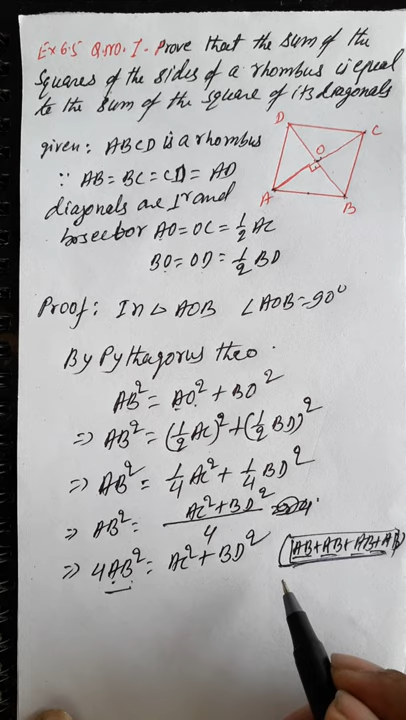 Ex 6.5 Q.NO. 7. Prove that the sum of the
squares of the sides of a rhombus is equal
to the sum of the square of its diagonals
D
C
O
A
B
given: ABCD is a rhombus
∵ AB = BC = CD = AD
diagonals are ⊥r and
bosector AO = OC = 1/2 AC
BO = OD = 1/2 BD
Proof: In △ AOB ∠AOB = 90°
By Pythagorus theo.
AB² = AO² + BO²
⇒ AB² = (1/2 AC)² + (1/2 BD)²
⇒ AB² = 1/4 AC² + 1/4 BD²
⇒ AB² = AC² + BD² / 4
⇒ 4AB² = AC² + BD² (AB + AB + AB + AB)